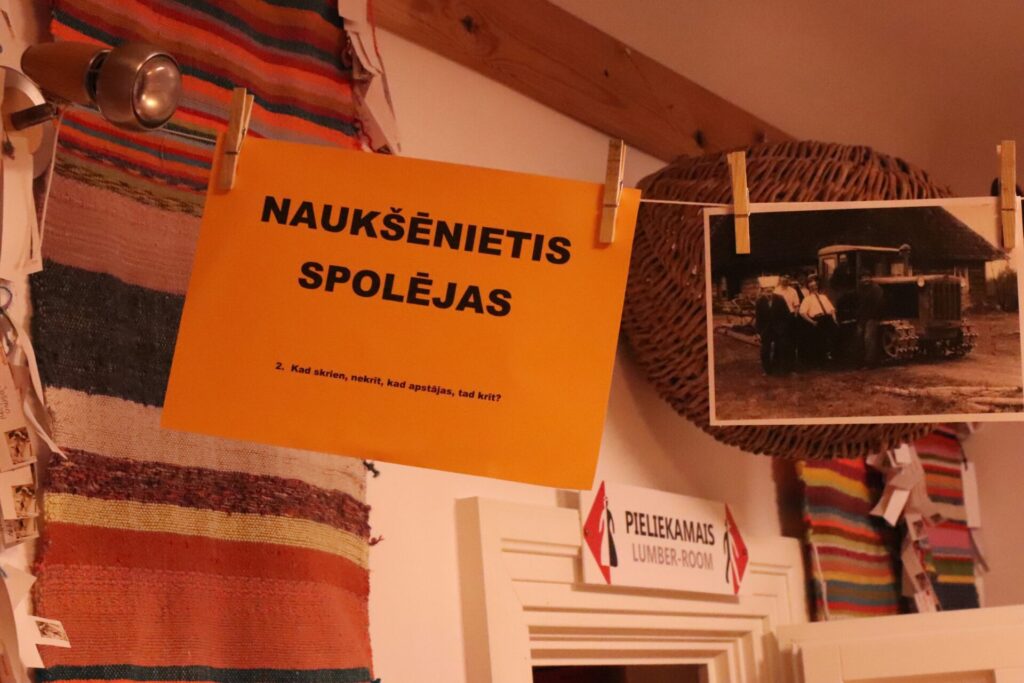 NAUKŠĒNIETIS
SPOLĒJAS
2. Kad skrien, nekrīt, kad apstājas, tad krīt?
PIELIEKAMAIS
LUMBER-ROOM